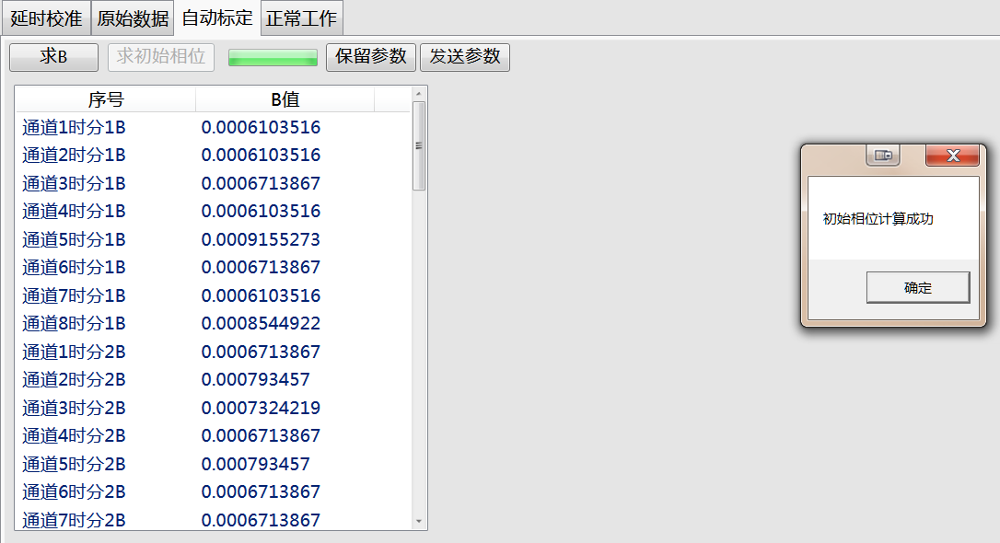 延时校准 原始数据 自动标定 正常工作
求B 求初始相位 保留参数 发送参数
序号 B值
通道1时分1B 0.0006103516
通道2时分1B 0.0006103516
通道3时分1B 0.0006713867
通道4时分1B 0.0006103516
通道5时分1B 0.0009155273
通道6时分1B 0.0006713867
通道7时分1B 0.0006103516
通道8时分1B 0.0008544922
通道1时分2B 0.0006713867
通道2时分2B 0.000793457
通道3时分2B 0.0007324219
通道4时分2B 0.0006713867
通道5时分2B 0.000793457
通道6时分2B 0.0006713867
通道7时分2B 0.0006713867
初始相位计算成功
确定